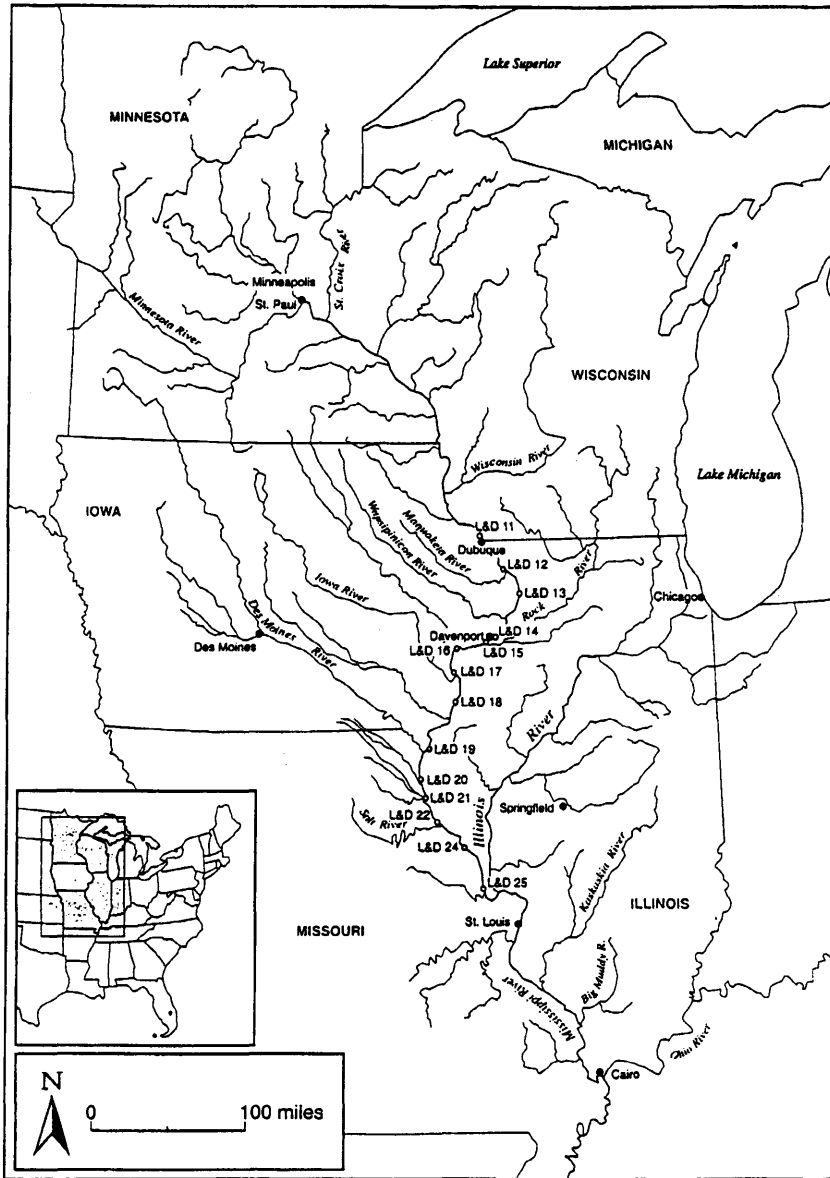 Lake Superior
MINNESOTA
MICHIGAN
St. Croix River
Minneapolis
St. Paul
Minnesota River
WISCONSIN
Wisconsin River
Lake Michigan
IOWA
L&D 11
Dubuque
Maquokeia River
Wapsipinicon River
L&D 12
L&D 13
Rock River
Chicago
Iowa River
Des Moines River
Des Moines
Davenport
L&D 14
L&D 15
L&D 16
L&D 17
L&D 18
L&D 19
Illinois River
L&D 20
L&D 21
Springfield
L&D 22
Salt River
L&D 24
Kaskaskia River
L&D 25
ILLINOIS
St. Louis
MISSOURI
Big Muddy R.
Mississippi River
Ohio River
Cairo
N
0 100 miles